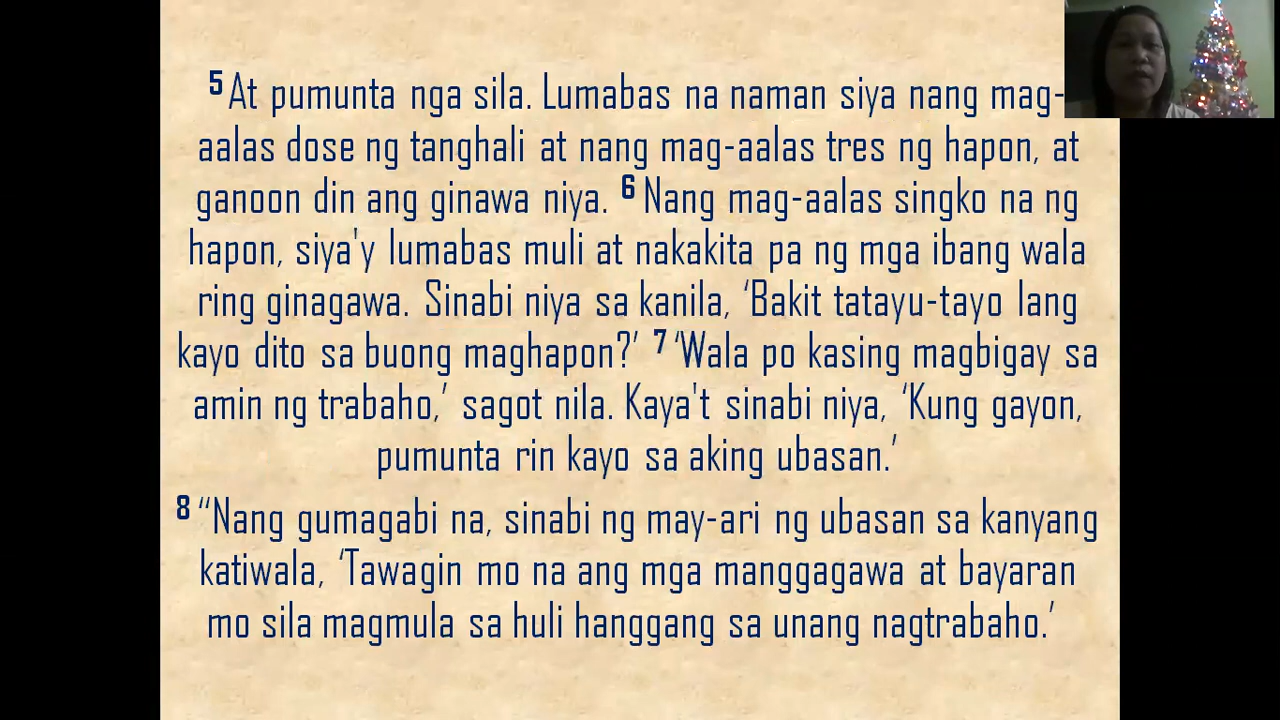 5 At pumunta nga sila. Lumabas na naman siya nang mag-
aalas dose ng tanghali at nang mag-aalas tres ng hapon, at
ganoon din ang ginawa niya. 6 Nang mag-aalas singko na ng
hapon, siya'y lumabas muli at nakakita pa ng mga ibang wala
ring ginagawa. Sinabi niya sa kanila, ‘Bakit tatayu-tayo lang
kayo dito sa buong maghapon?’ 7 ‘Wala po kasing magbigay sa
amin ng trabaho,’ sagot nila. Kaya't sinabi niya, ‘Kung gayon,
pumunta rin kayo sa aking ubasan.’
8 “Nang gumagabi na, sinabi ng may-ari ng ubasan sa kanyang
katiwala, ‘Tawagin mo na ang mga manggagawa at bayaran
mo sila magmula sa huli hanggang sa unang nagtrabaho.’